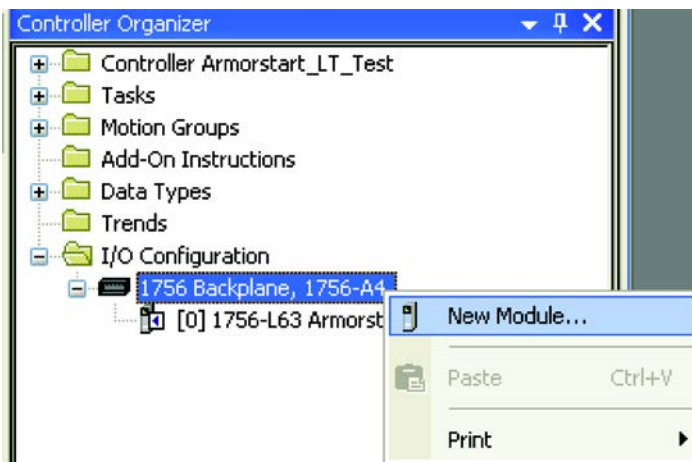 Controller Organizer
Controller Armorstart_LT_Test
Tasks
Motion Groups
Add-On Instructions
Data Types
Trends
I/O Configuration
1756 Backplane, 1756-A4
[0] 1756-L63 Armorst
New Module...
Paste Ctrl+V
Print